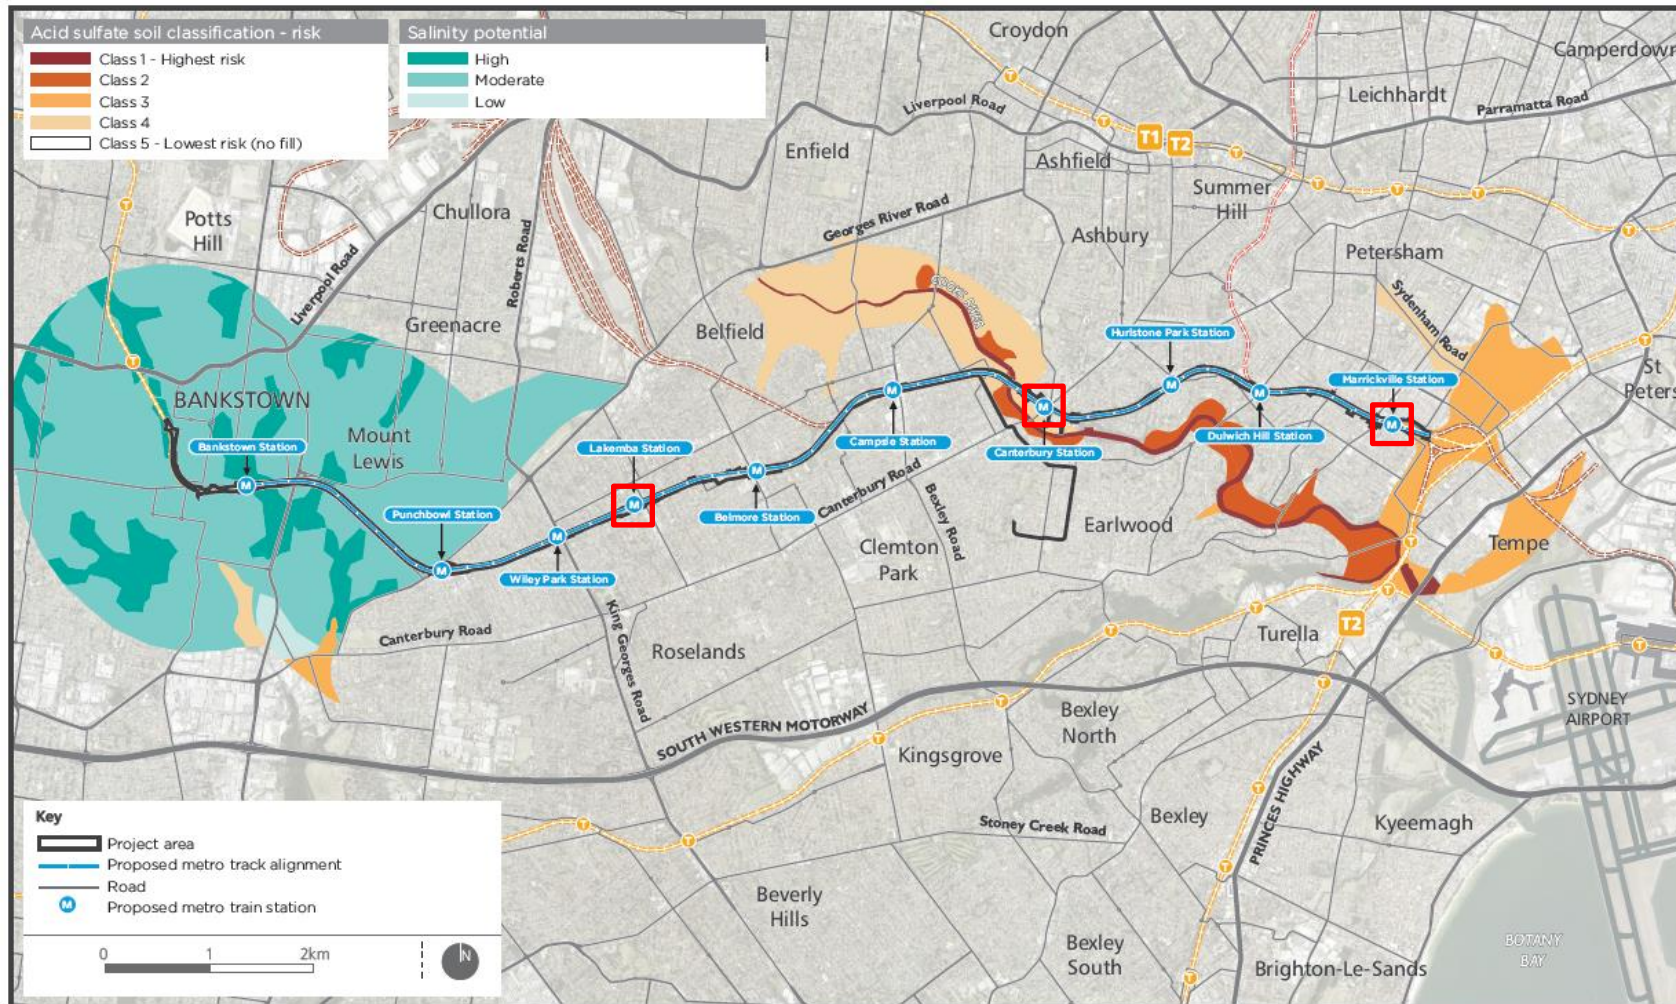 Acid sulfate soil classification - risk
Class 1 - Highest risk
Class 2
Class 3
Class 4
Class 5 - Lowest risk (no fill)
Salinity potential
High
Moderate
Low
Croydon
Camperdown
Leichhardt
Parramatta Road
Liverpool Road
T1
T2
Enfield
Ashfield
Summer
Hill
Potts
Hill
Chullora
Georges River Road
Ashbury
Petersham
Liverpool Road
Roberts Road
Greenacre
Belfield
COOKS RIVER
Hurlstone Park Station
Sydenham Road
St
Peters
Marrickville Station
BANKSTOWN
Bankstown Station
Mount
Lewis
Lakemba Station
Campsie Station
Canterbury Station
Dulwich Hill Station
Punchbowl Station
Belmore Station
Canterbury Road
Bexley Road
Earlwood
Tempe
Clemton
Park
Wiley Park Station
Canterbury Road
King Georges Road
Roselands
T2
Turella
SYDNEY
AIRPORT
SOUTH WESTERN MOTORWAY
Bexley
North
Kingsgrove
PRINCES HIGHWAY
Stoney Creek Road
Bexley
Kyeemagh
Beverly
Hills
Bexley
South
Brighton-Le-Sands
BOTANY
BAY
Key
Project area
Proposed metro track alignment
Road
M Proposed metro train station
0 1 2km
N